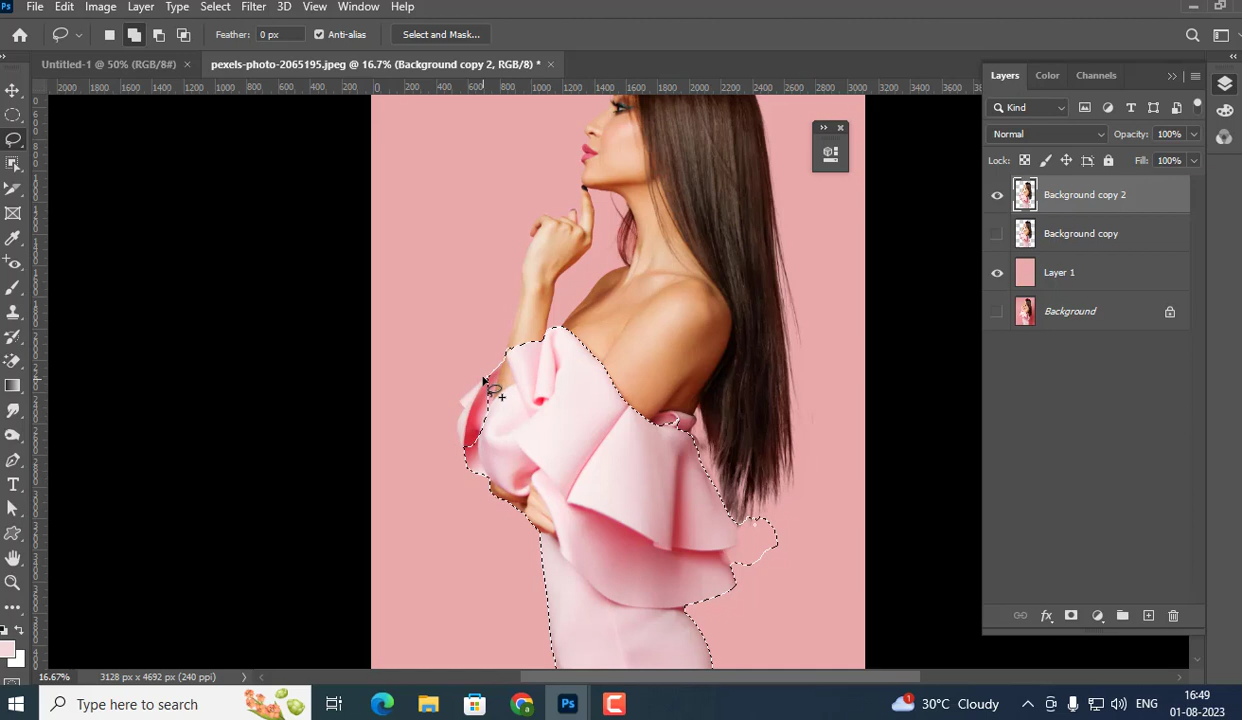 Ps File Edit Image Layer Type Select Filter 3D View Window Help
Feather: 0 px Anti-alias Select and Mask...
Untitled-1 @ 50% (RGB/8#) × pexels-photo-2065195.jpeg @ 16.7% (Background copy 2, RGB/8) * ×
2000 1800 1600 1400 1200 1000 800 600 400 200 0 200 400 600 800 1000 1200 1400 1600 1800 2000 2200 2400 2600 2800 3000 3200 3400 3600
Layers Color Channels
Kind
Normal Opacity: 100%
Lock: Fill: 100%
Background copy 2
Background copy
Layer 1
Background
fx
16.67% 3128 px x 4692 px (240 ppi)
Type here to search
Ps
30°C Cloudy
ENG
16:49
01-08-2023